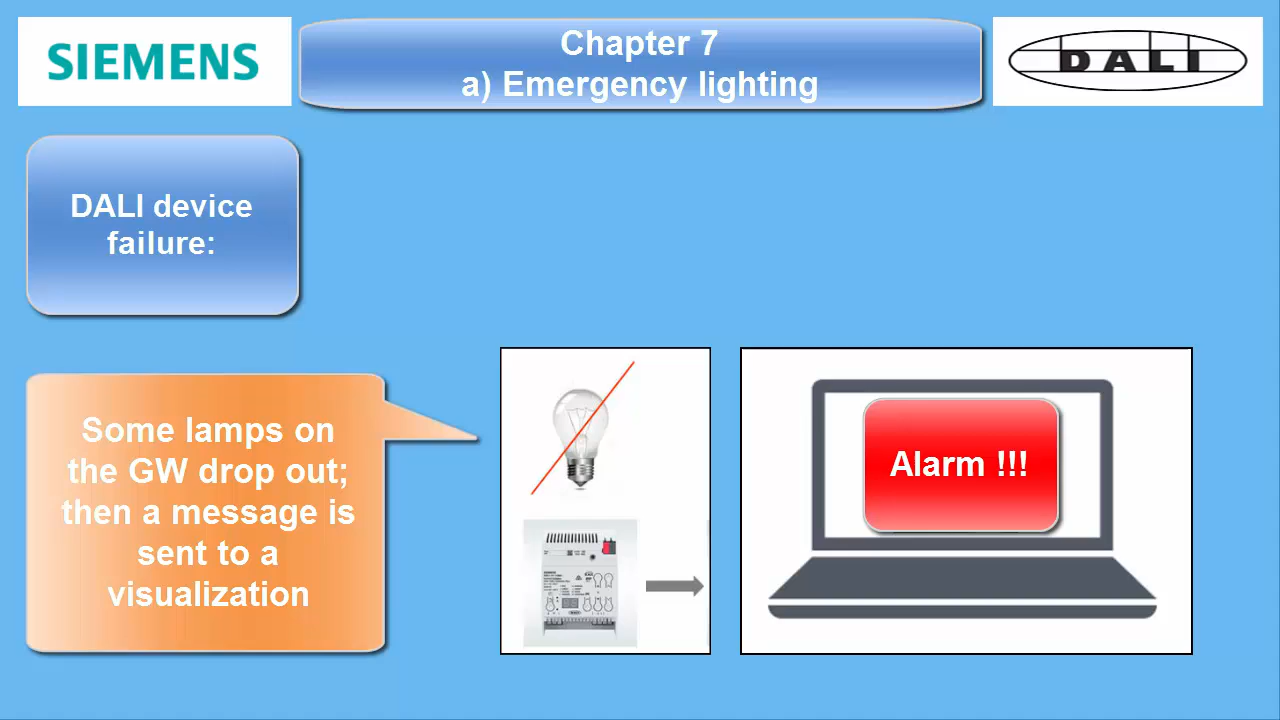 SIEMENS
Chapter 7
a) Emergency lighting
DALI
DALI device
failure:
Some lamps on
the GW drop out;
then a message is
sent to a
visualization
Alarm !!!
SIEMENS